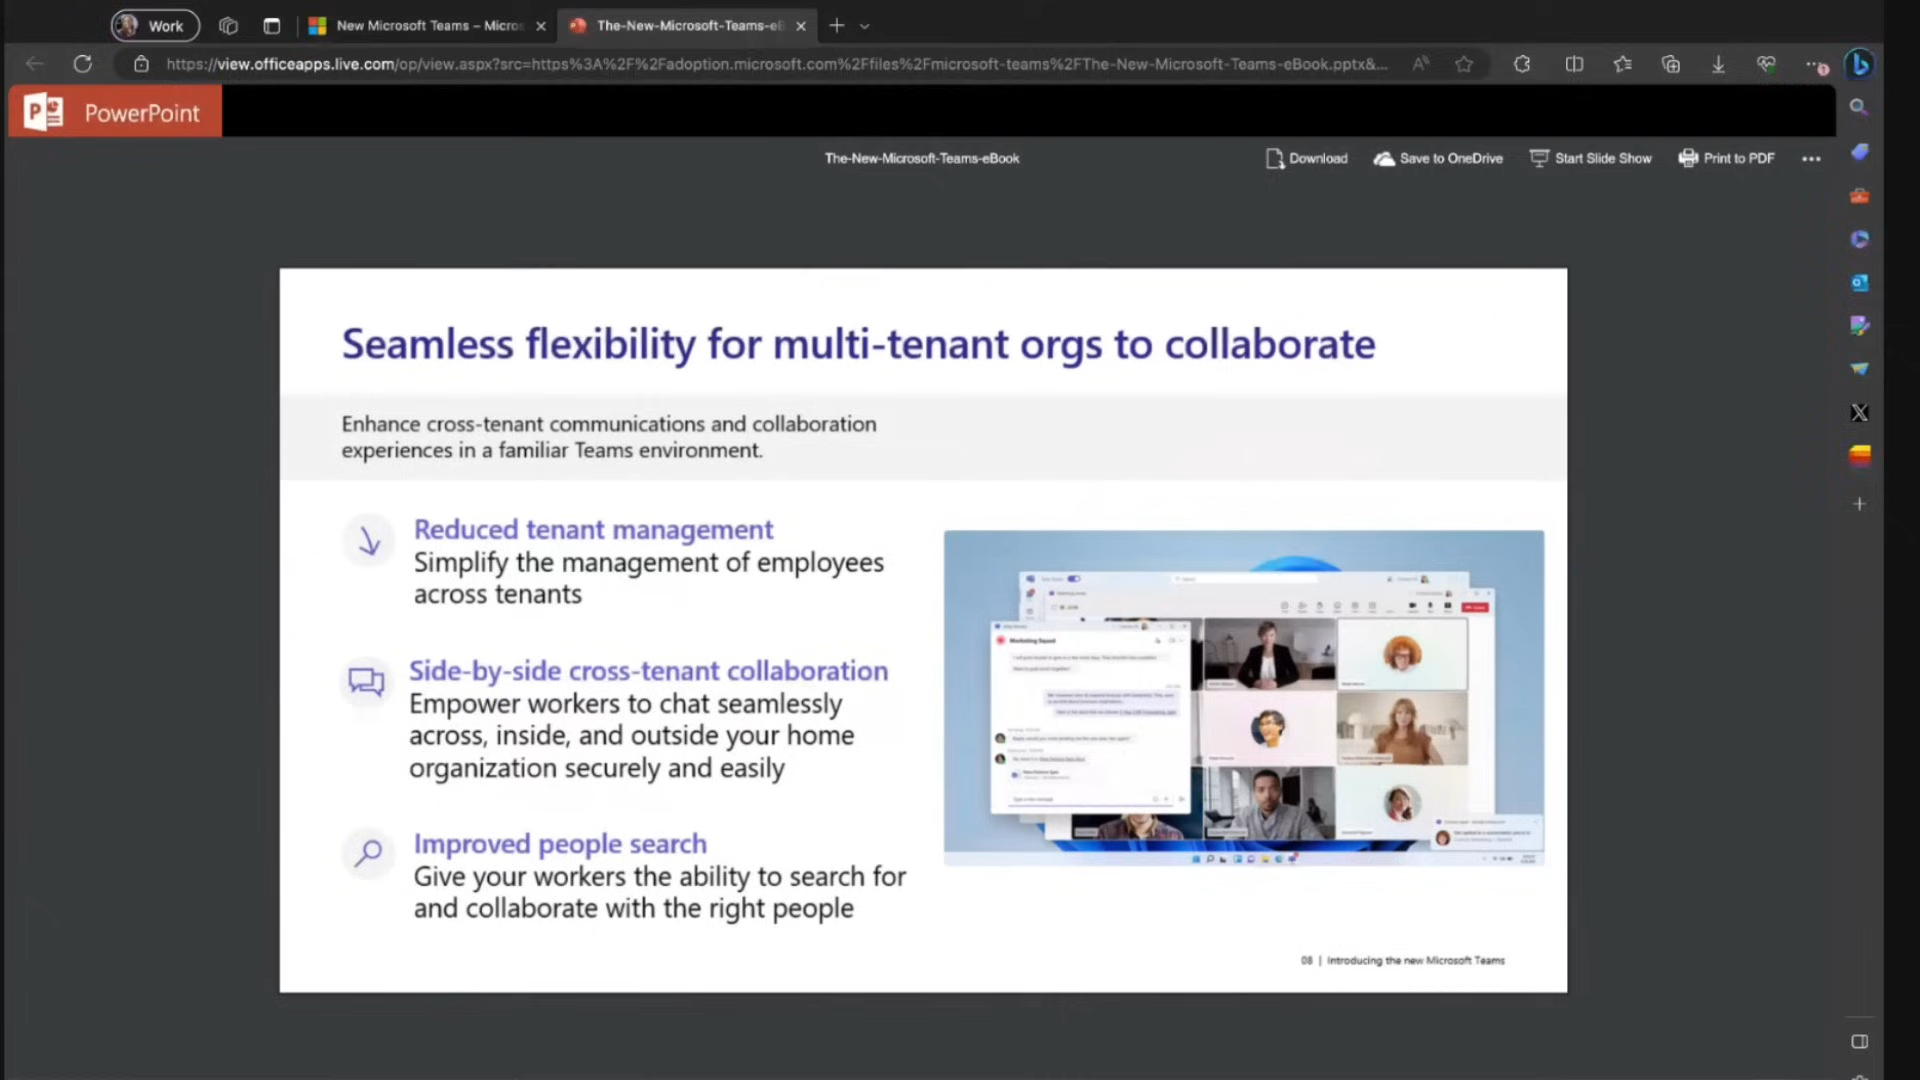 Work
New Microsoft Teams – Micros
The-New-Microsoft-Teams-eB
https://view.officeapps.live.com/op/view.aspx?src=https%3A%2F%2Fadoption.microsoft.com%2Ffiles%2Fmicrosoft-teams%2FThe-New-Microsoft-Teams-eBook.pptx&...
PowerPoint
The-New-Microsoft-Teams-eBook
Download
Save to OneDrive
Start Slide Show
Print to PDF
Seamless flexibility for multi-tenant orgs to collaborate
Enhance cross-tenant communications and collaboration
experiences in a familiar Teams environment.
Reduced tenant management
Simplify the management of employees
across tenants
Side-by-side cross-tenant collaboration
Empower workers to chat seamlessly
across, inside, and outside your home
organization securely and easily
Improved people search
Give your workers the ability to search for
and collaborate with the right people
Marketing Squad
08 | Introducing the new Microsoft Teams